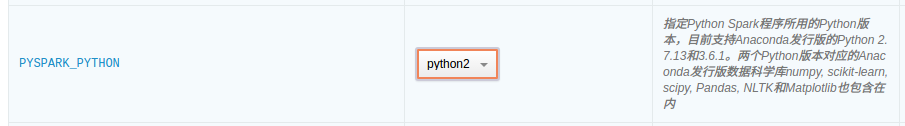 PYSPARK_PYTHON
python2
指定Python Spark程序所用的Python版
本，目前支持Anaconda发行版的Python 2.
7.13和3.6.1。两个Python版本对应的Anac
onda发行版数据科学库numpy, scikit-learn,
scipy, Pandas, NLTK和Matplotlib也包含在
内